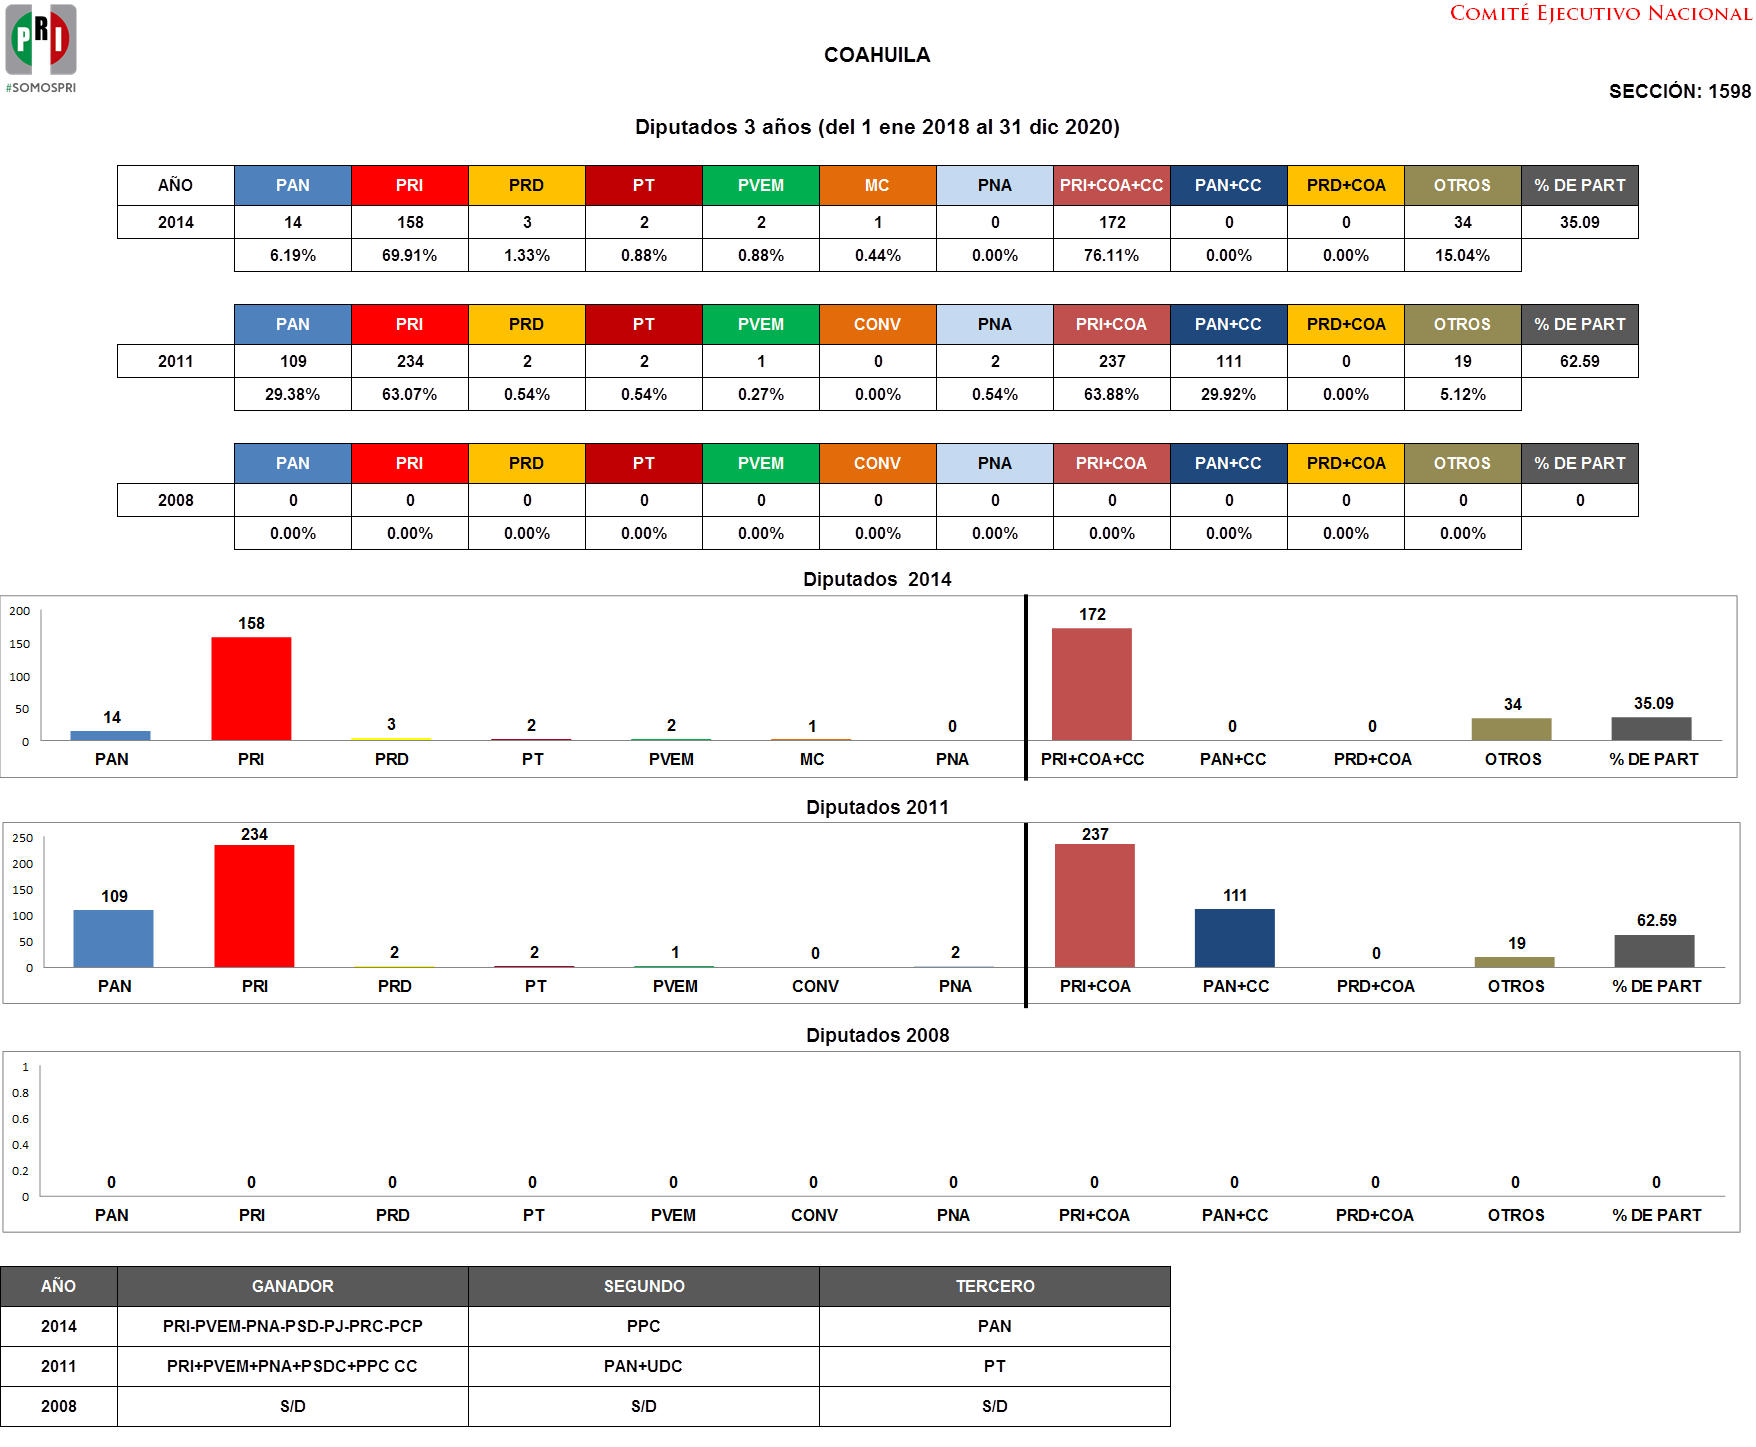 PRI
#SOMOSPRI
COMITÉ EJECUTIVO NACIONAL
COAHUILA
SECCIÓN: 1598
Diputados 3 años (del 1 ene 2018 al 31 dic 2020)
AÑO PAN PRI PRD PT PVEM MC PNA PRI+COA+CC PAN+CC PRD+COA OTROS % DE PART
2014 14 158 3 2 2 1 0 172 0 0 34 35.09
6.19% 69.91% 1.33% 0.88% 0.88% 0.44% 0.00% 76.11% 0.00% 0.00% 15.04%
PAN PRI PRD PT PVEM CONV PNA PRI+COA PAN+CC PRD+COA OTROS % DE PART
2011 109 234 2 2 1 0 2 237 111 0 19 62.59
29.38% 63.07% 0.54% 0.54% 0.27% 0.00% 0.54% 63.88% 29.92% 0.00% 5.12%
PAN PRI PRD PT PVEM CONV PNA PRI+COA PAN+CC PRD+COA OTROS % DE PART
2008 0 0 0 0 0 0 0 0 0 0 0 0
0.00% 0.00% 0.00% 0.00% 0.00% 0.00% 0.00% 0.00% 0.00% 0.00% 0.00%
Diputados 2014
200
150
100
50
0
14 158 3 2 2 1 0 172 0 0 34 35.09
PAN PRI PRD PT PVEM MC PNA PRI+COA+CC PAN+CC PRD+COA OTROS % DE PART
Diputados 2011
250
200
150
100
50
0
109 234 2 2 1 0 2 237 111 0 19 62.59
PAN PRI PRD PT PVEM CONV PNA PRI+COA PAN+CC PRD+COA OTROS % DE PART
Diputados 2008
1
0.8
0.6
0.4
0.2
0
0 0 0 0 0 0 0 0 0 0 0 0
PAN PRI PRD PT PVEM CONV PNA PRI+COA PAN+CC PRD+COA OTROS % DE PART
AÑO GANADOR SEGUNDO TERCERO
2014 PRI-PVEM-PNA-PSD-PJ-PRC-PCP PPC PAN
2011 PRI+PVEM+PNA+PSDC+PPC CC PAN+UDC PT
2008 S/D S/D S/D